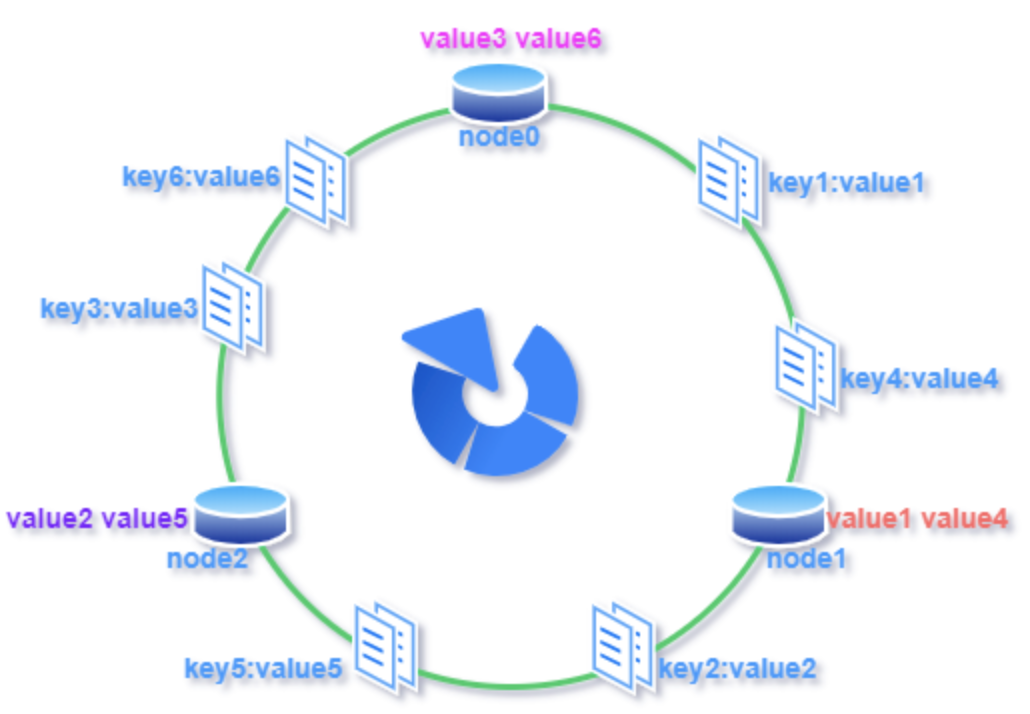 value3 value6
node0
key6:value6
key1:value1
key3:value3
key4:value4
value2 value5
value1 value4
node2
node1
key5:value5
key2:value2